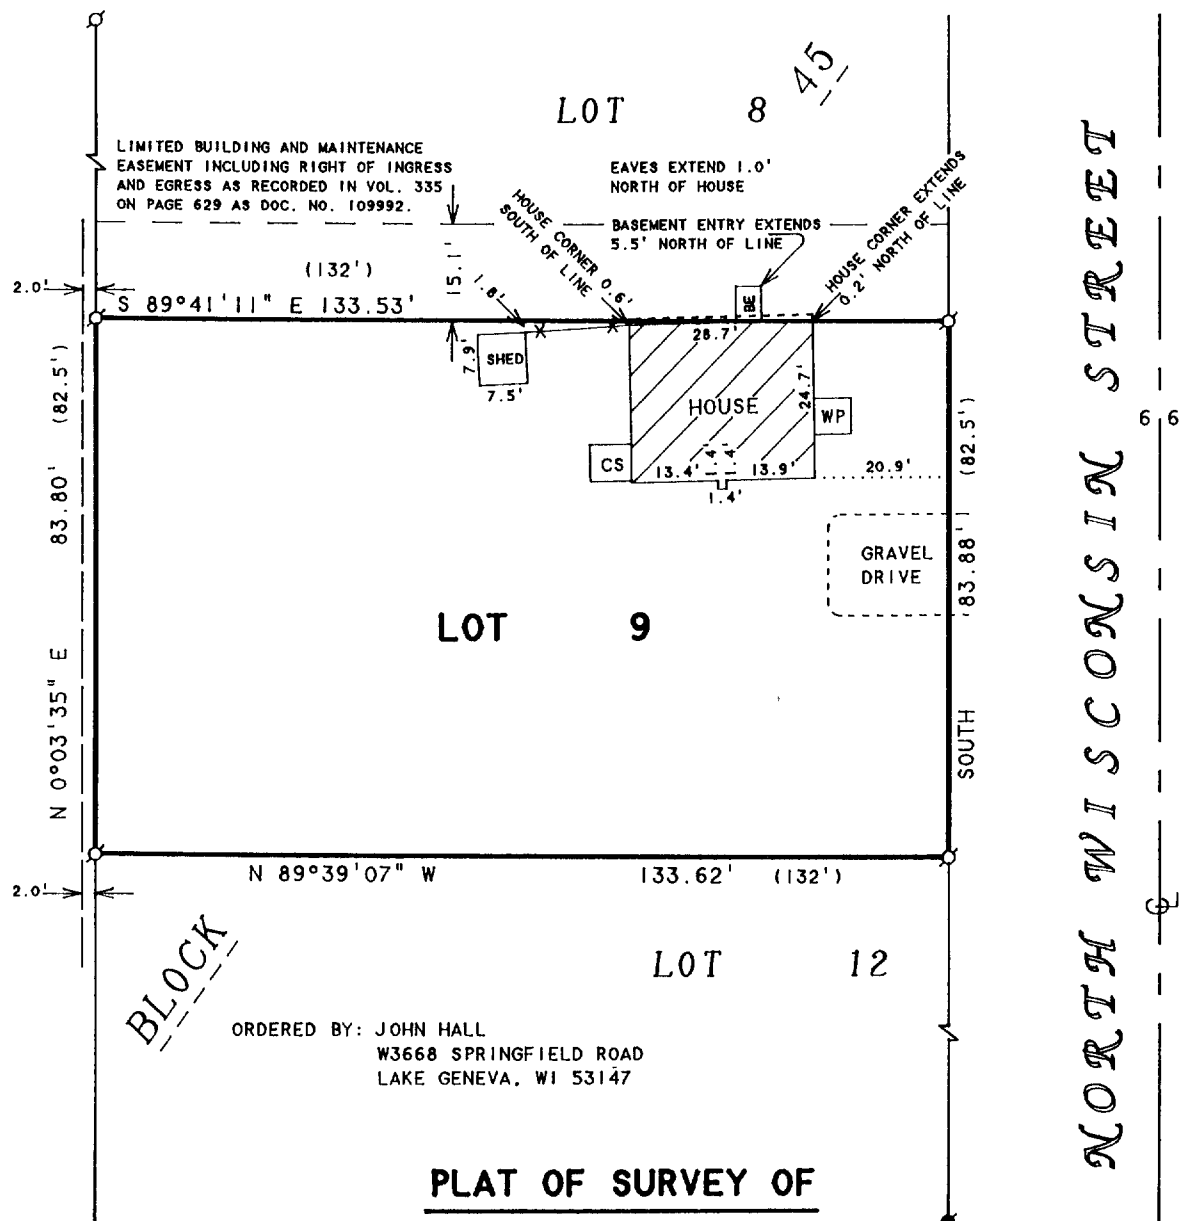 LOT 8
45
LIMITED BUILDING AND MAINTENANCE
EASEMENT INCLUDING RIGHT OF INGRESS
AND EGRESS AS RECORDED IN VOL. 335
ON PAGE 629 AS DOC. NO. 109992.
EAVES EXTEND 1.0'
NORTH OF HOUSE
HOUSE CORNER 0.6'
SOUTH OF LINE
BASEMENT ENTRY EXTENDS
5.5' NORTH OF LINE
HOUSE CORNER EXTENDS
0.2' NORTH OF LINE
(132')
15.1'
1.8'
2.0'
S 89°41'11" E 133.53'
BE
28.7'
7.9'
SHED
7.5'
24.7'
HOUSE
WP
CS
13.4'
4
4
13.9'
1.4'
20.9'
(82.5')
83.80'
N 0°03'35" E
(82.5')
83.88'
SOUTH
GRAVEL
DRIVE
LOT 9
66
NORTH WISCONSIN STREET
CL
N 89°39'07" W 133.62' (132')
2.0'
BLOCK
LOT 12
ORDERED BY: JOHN HALL
W3668 SPRINGFIELD ROAD
LAKE GENEVA, WI 53147
PLAT OF SURVEY OF